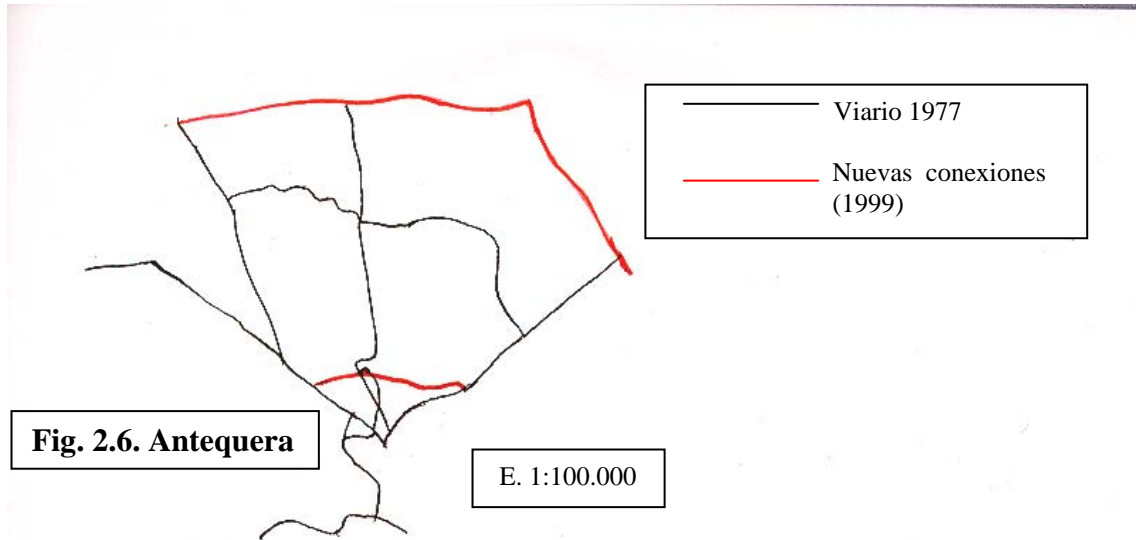 Viario 1977
Nuevas conexiones
(1999)
Fig. 2.6. Antequera
E. 1:100.000